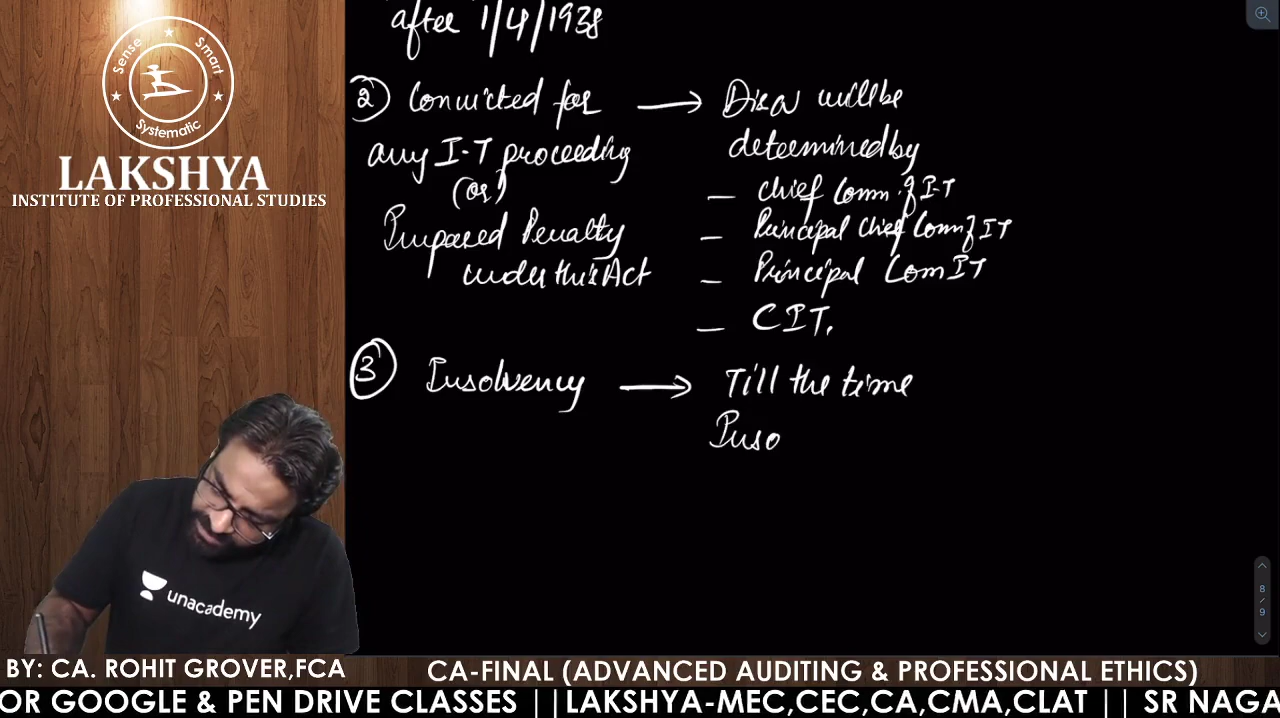 Sense
Smart
Systematic
LAKSHYA
INSTITUTE OF PROFESSIONAL STUDIES
after 1/4/1938
2 Convicted for → Disq will be
any I-T proceeding determined by
(or) — Chief Comm. of I-T
Imposed Penalty — Principal Chief Comm of IT
under this Act — Principal Com IT
— CIT.
3 Insolvency → Till the time
Inso
unacademy
8
/
9
BY: CA. ROHIT GROVER,FCA
CA-FINAL (ADVANCED AUDITING & PROFESSIONAL ETHICS)
OR GOOGLE & PEN DRIVE CLASSES ||LAKSHYA-MEC,CEC,CA,CMA,CLAT || SR NAGA